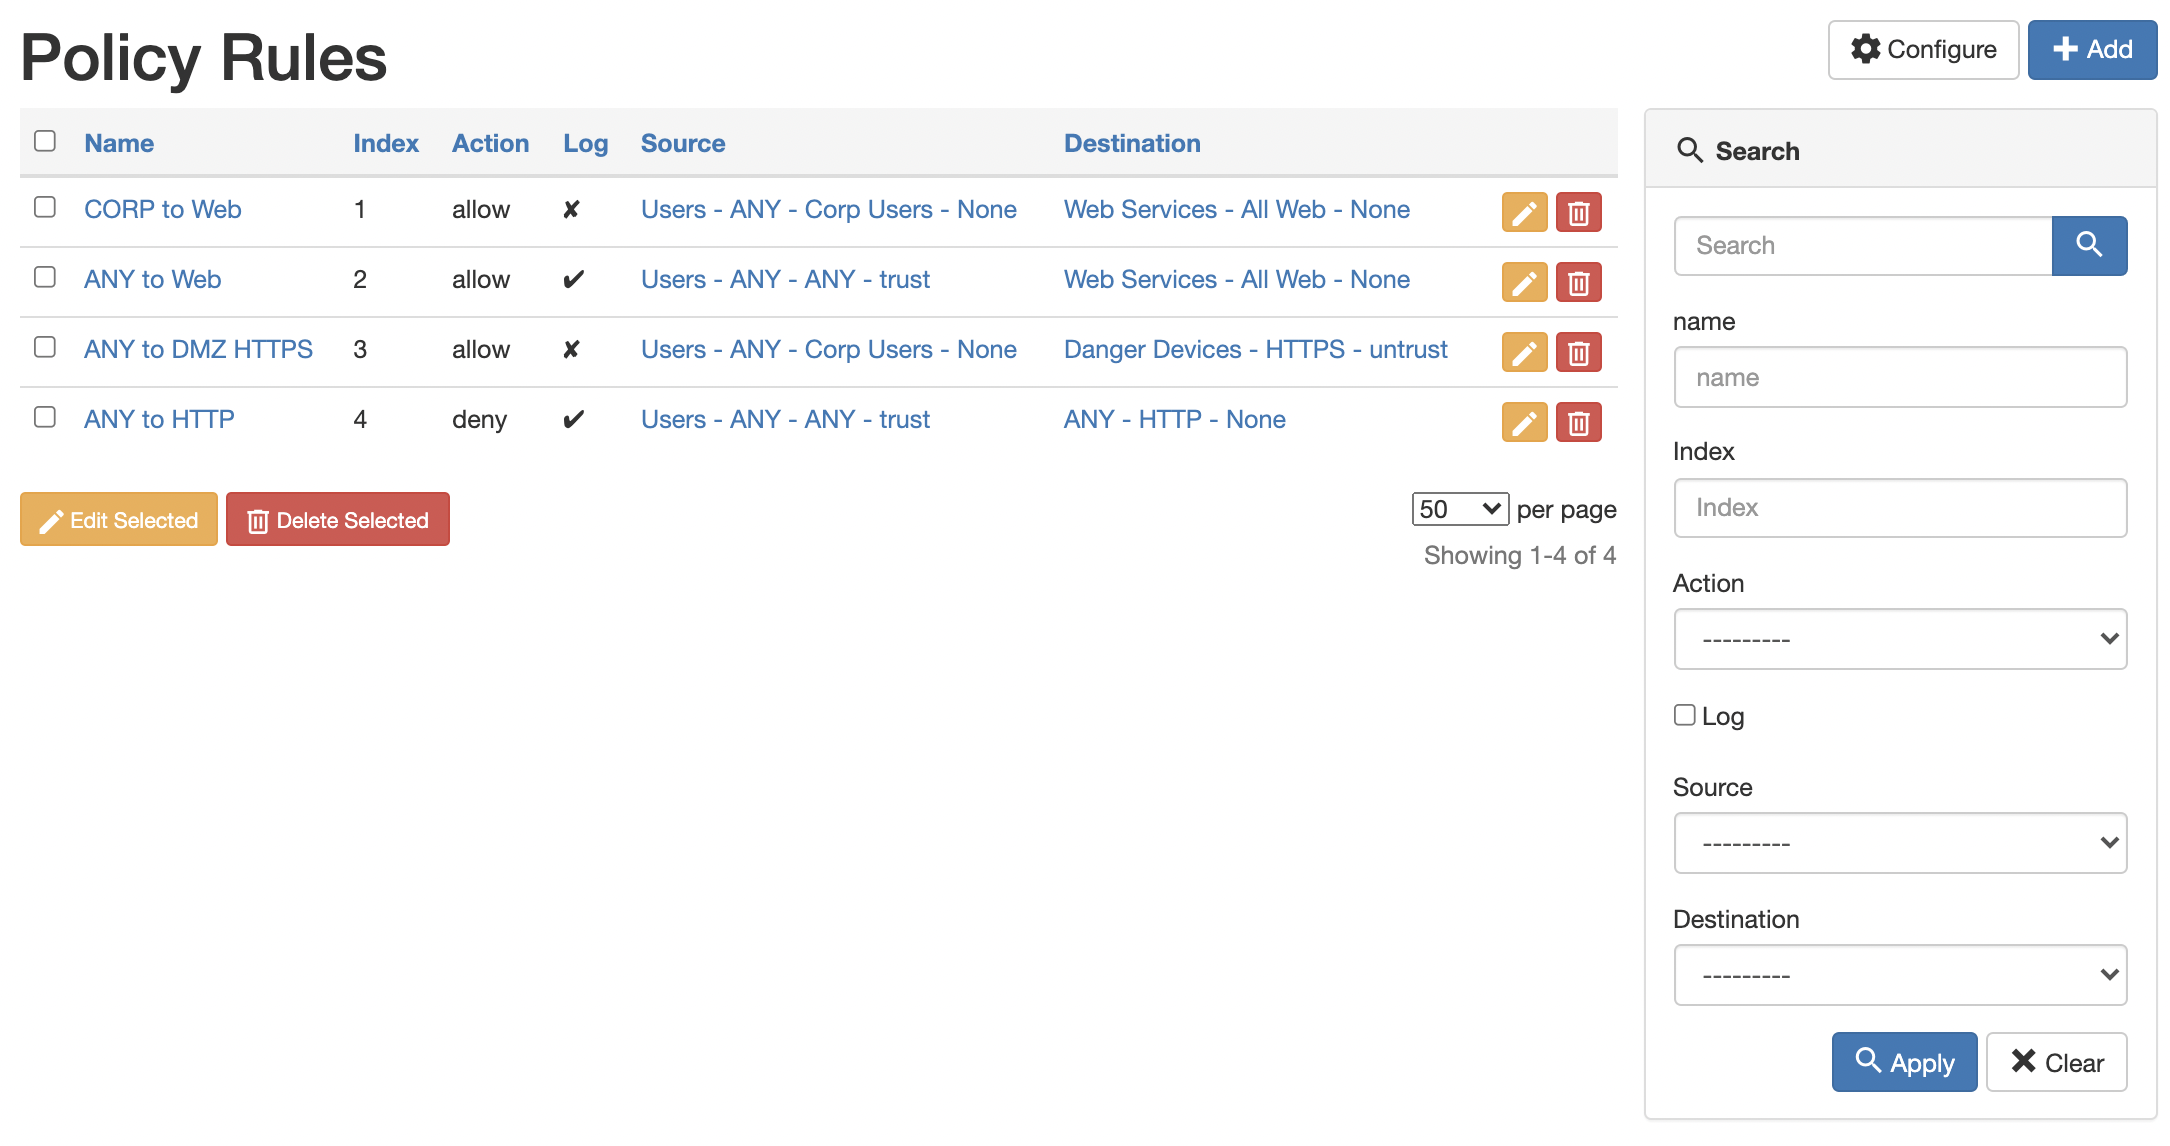 Policy Rules
Configure
Add
Name Index Action Log Source Destination
CORP to Web 1 allow ✘ Users - ANY - Corp Users - None Web Services - All Web - None
ANY to Web 2 allow ✔ Users - ANY - ANY - trust Web Services - All Web - None
ANY to DMZ HTTPS 3 allow ✘ Users - ANY - Corp Users - None Danger Devices - HTTPS - untrust
ANY to HTTP 4 deny ✔ Users - ANY - ANY - trust ANY - HTTP - None
Edit Selected
Delete Selected
50 per page
Showing 1-4 of 4
Search
Search
name
name
Index
Index
Action
---------
Log
Source
---------
Destination
---------
Apply
Clear